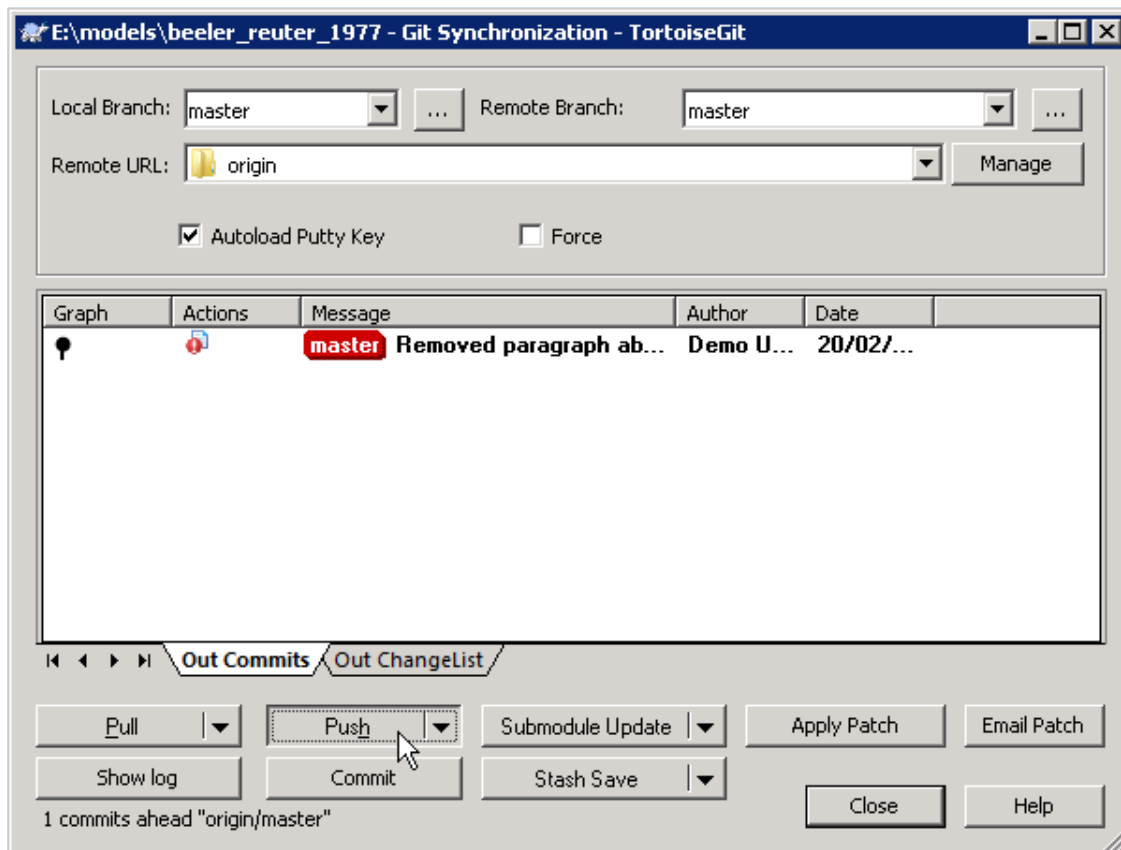 E:\models\beeler_reuter_1977 - Git Synchronization - TortoiseGit
Local Branch: master ... Remote Branch: master ...
Remote URL: origin Manage
Autoload Putty Key Force
Graph Actions Message Author Date
master Removed paragraph ab... Demo U... 20/02/...
Out Commits Out ChangeList
Pull Push Submodule Update Apply Patch Email Patch
Show log Commit Stash Save
Close Help
1 commits ahead "origin/master"